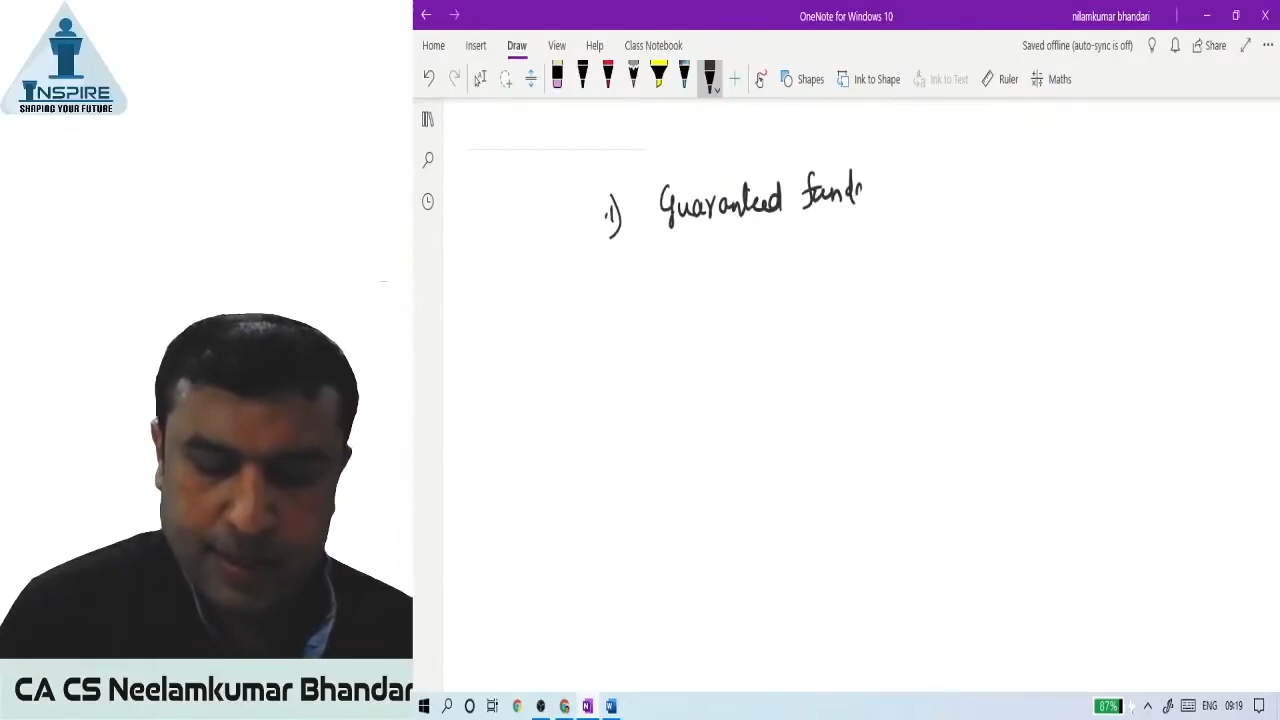 INSPIRE
SHAPING YOUR FUTURE
OneNote for Windows 10
nilamkumar bhandari
Home Insert Draw View Help Class Notebook
Saved offline (auto-sync is off) Share
Shapes Ink to Shape Ink to Text Ruler Maths
1) Guaranteed fund
CA CS Neelamkumar Bhandar
87% ENG 09:19